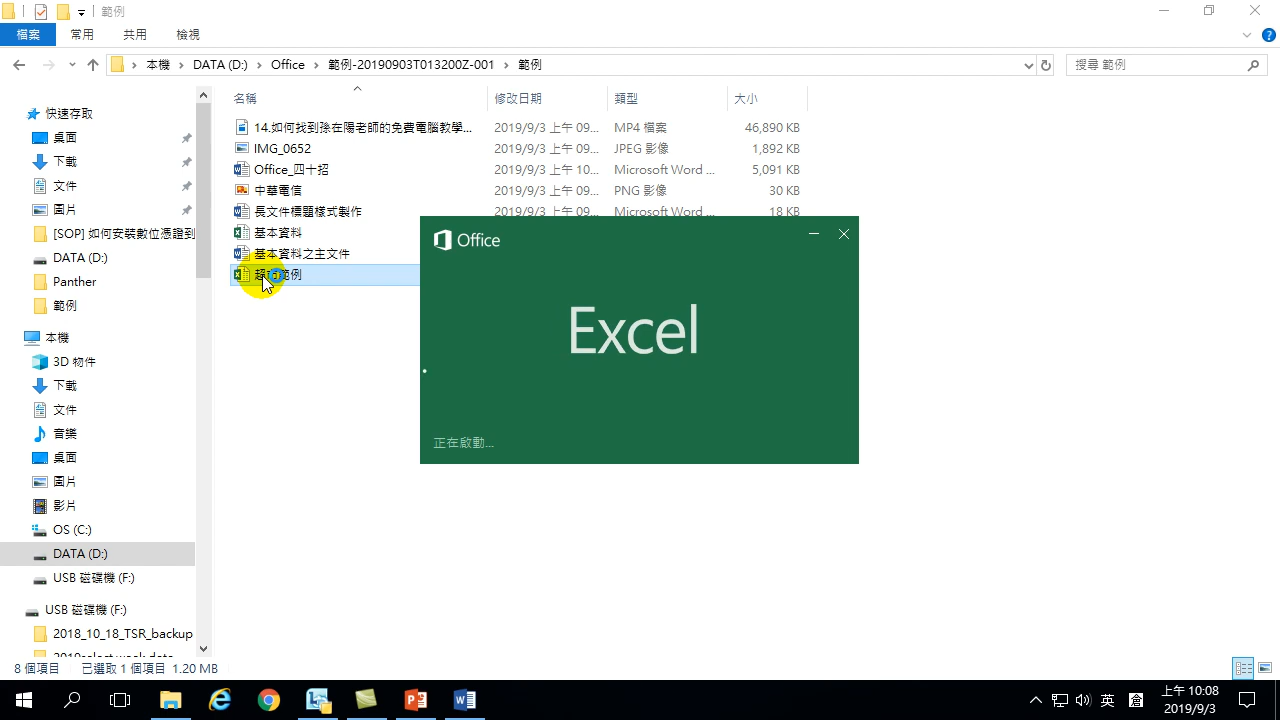 範例
檔案 常用 共用 檢視
本機 DATA (D:) Office 範例-20190903T013200Z-001 範例
搜尋 範例
名稱 修改日期 類型 大小
14.如何找到孫在陽老師的免費電腦教學... 2019/9/3 上午 09... MP4 檔案 46,890 KB
IMG_0652 2019/9/3 上午 09... JPEG 影像 1,892 KB
Office_四十招 2019/9/3 上午 10... Microsoft Word ... 5,091 KB
中華電信 2019/9/3 上午 09... PNG 影像 30 KB
長文件標題樣式製作 2019/9/3 上午 09... Microsoft Word ... 18 KB
基本資料
基本資料之主文件
超市範例
快速存取
桌面
下載
文件
圖片
[SOP] 如何安裝數位憑證到
DATA (D:)
Panther
範例
本機
3D 物件
下載
文件
音樂
桌面
圖片
影片
OS (C:)
DATA (D:)
USB 磁碟機 (F:)
USB 磁碟機 (F:)
2018_10_18_TSR_backup
Office
Excel
正在啟動...
8 個項目 已選取 1 個項目 1.20 MB
英
上午 10:08
2019/9/3